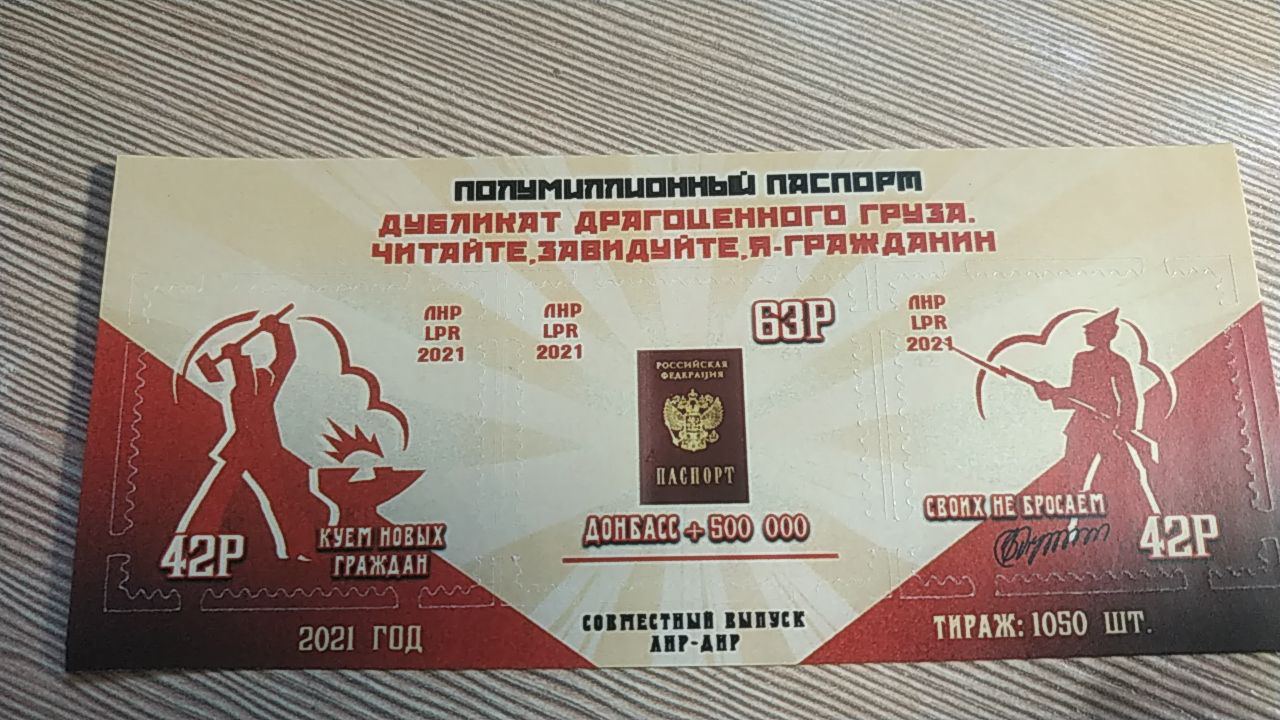 ПОЛУМИЛЛИОННЫЙ ПАСПОРТ
ДУБЛИКАТ ДРАГОЦЕННОГО ГРУЗА.
ЧИТАЙТЕ,ЗАВИДУЙТЕ,Я-ГРАЖДАНИН
ЛНР
LPR
2021
42Р
КУЕМ НОВЫХ
ГРАЖДАН
ЛНР
LPR
2021
63Р
РОССИЙСКАЯ
ФЕДЕРАЦИЯ
ПАСПОРТ
ДОНБАСС + 500 000
ЛНР
LPR
2021
СВОИХ НЕ БРОСАЕМ
42Р
2021 ГОД
СОВМЕСТНЫЙ ВЫПУСК
ЛНР-ДНР
ТИРАЖ: 1050 ШТ.